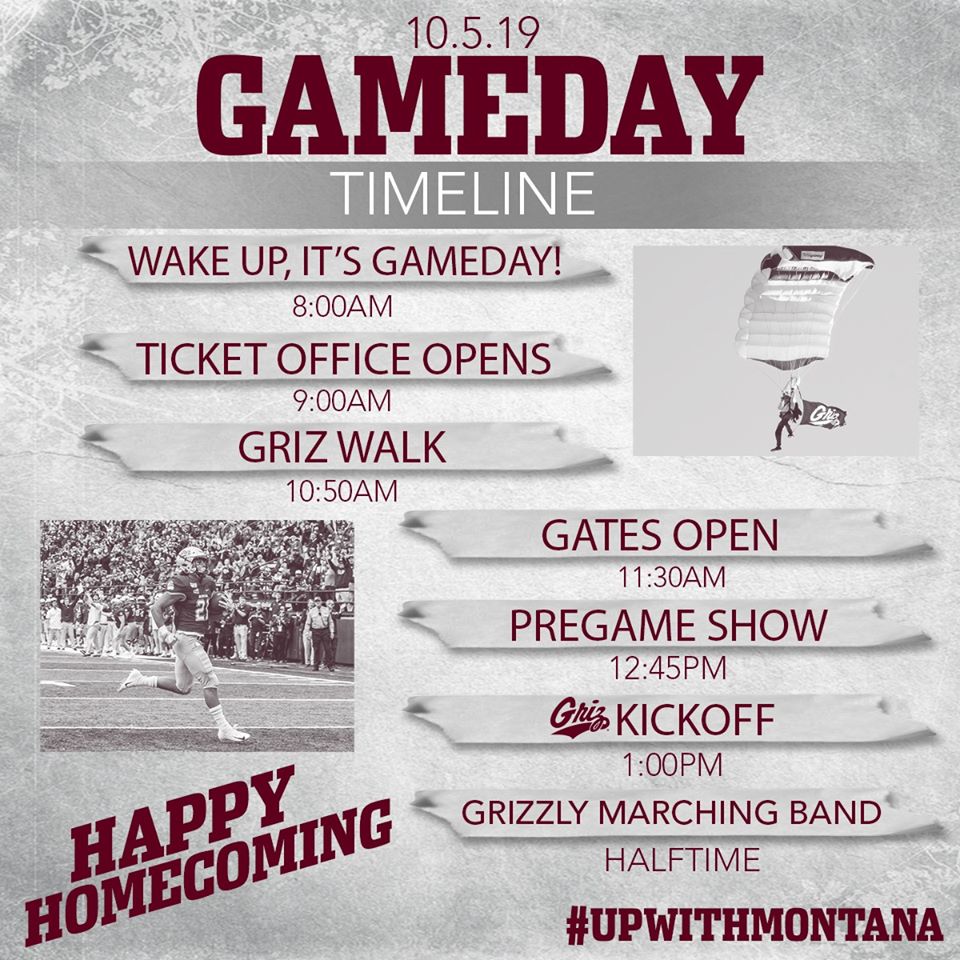 10.5.19
GAMEDAY
TIMELINE
WAKE UP, IT'S GAMEDAY!
8:00AM
TICKET OFFICE OPENS
9:00AM
GRIZ WALK
10:50AM
Griz
GATES OPEN
11:30AM
PREGAME SHOW
12:45PM
Griz KICKOFF
1:00PM
GRIZZLY MARCHING BAND
HALFTIME
2
HAPPY
HOMECOMING
#UPWITHMONTANA